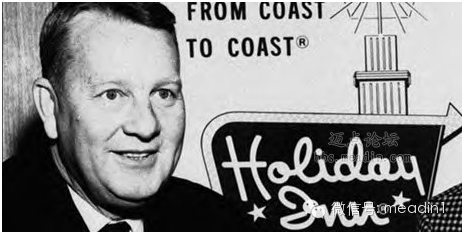 FROM COAST
TO COAST®
迈点论坛
bbs.meadin.com
Holiday
Inn
微信号:meadin1